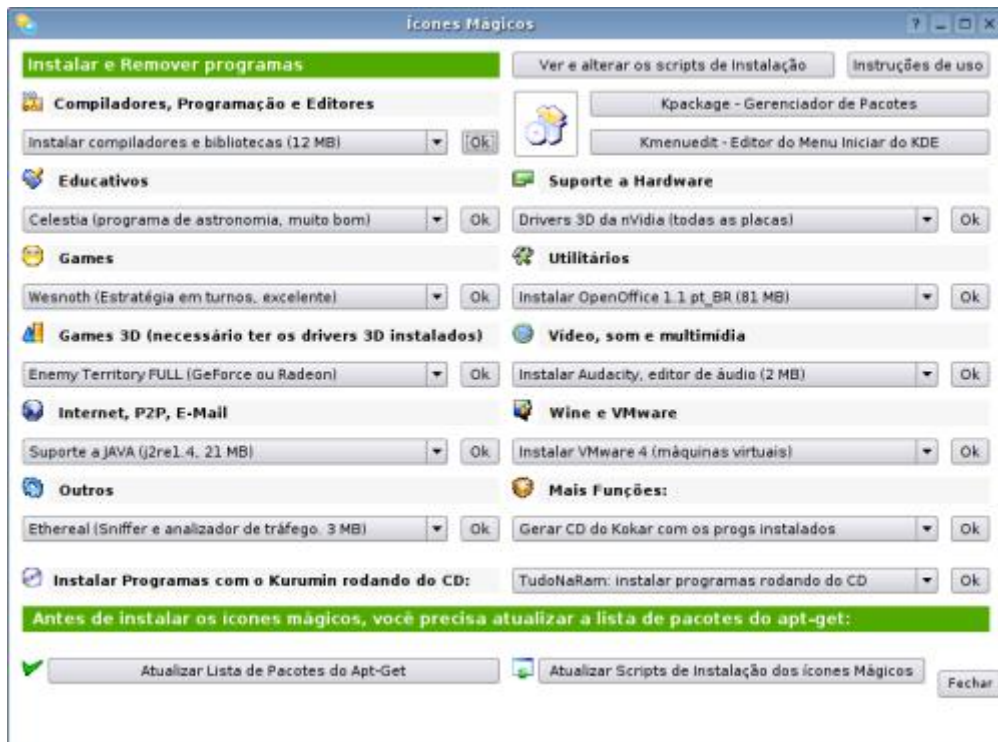 Ícones Mágicos
Instalar e Remover programas
Ver e alterar os scripts de Instalação
Instruções de uso
Compiladores, Programação e Editores
Kpackage - Gerenciador de Pacotes
Instalar compiladores e bibliotecas (12 MB)
Ok
Kmenuedit - Editor do Menu Iniciar do KDE
Educativos
Suporte a Hardware
Celestia (programa de astronomia, muito bom)
Ok
Drivers 3D da nVidia (todas as placas)
Ok
Games
Utilitários
Wesnoth (Estratégia em turnos, excelente)
Ok
Instalar OpenOffice 1.1 pt_BR (81 MB)
Ok
Games 3D (necessário ter os drivers 3D instalados)
Vídeo, som e multimídia
Enemy Territory FULL (GeForce ou Radeon)
Ok
Instalar Audacity, editor de áudio (2 MB)
Ok
Internet, P2P, E-Mail
Wine e VMware
Suporte a JAVA (j2re1.4, 21 MB)
Ok
Instalar VMware 4 (máquinas virtuais)
Ok
Outros
Mais Funções:
Ethereal (Sniffer e analizador de tráfego. 3 MB)
Ok
Gerar CD do Kokar com os progs instalados
Ok
Instalar Programas com o Kurumin rodando do CD:
TudoNaRam: instalar programas rodando do CD
Ok
Antes de instalar os ícones mágicos, você precisa atualizar a lista de pacotes do apt-get:
Atualizar Lista de Pacotes do Apt-Get
Atualizar Scripts de Instalação dos ícones Mágicos
Fechar